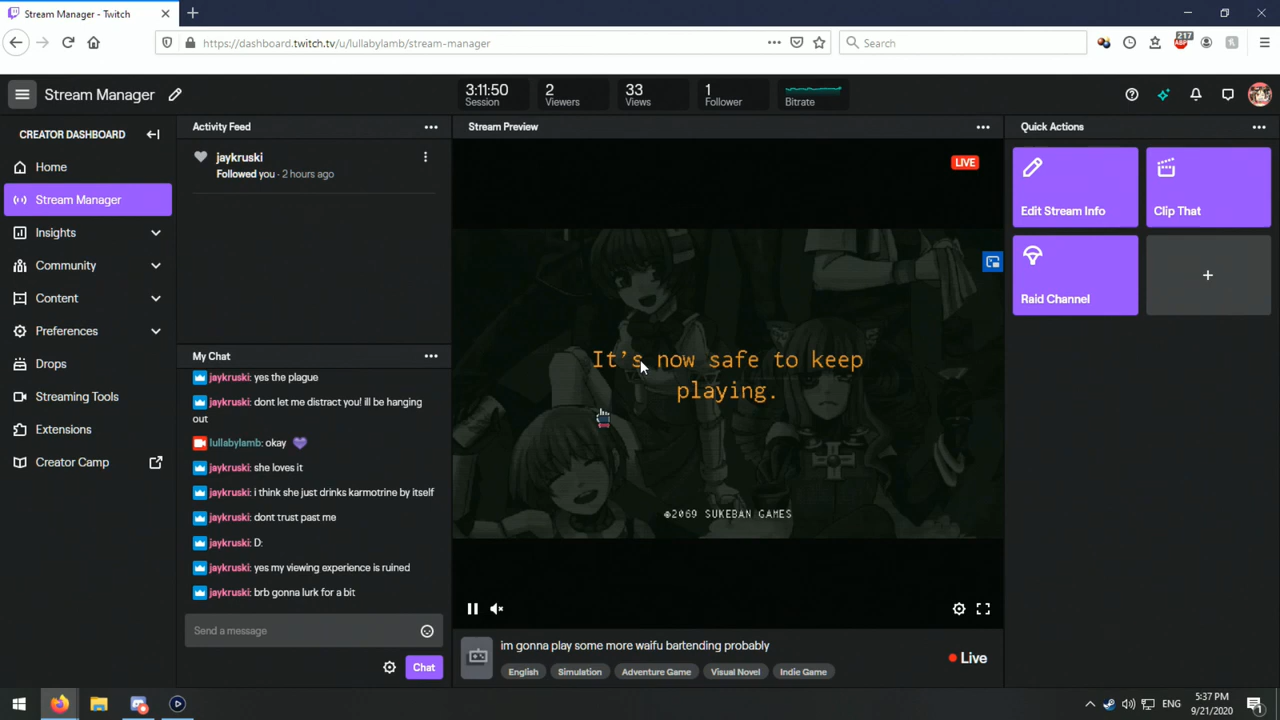 Stream Manager - Twitch
https://dashboard.twitch.tv/u/lullabylamb/stream-manager
Search
217
ABP
Stream Manager
3:11:50
Session
2
Viewers
33
Views
1
Follower
Bitrate
CREATOR DASHBOARD
Home
Stream Manager
Insights
Community
Content
Preferences
Drops
Streaming Tools
Extensions
Creator Camp
Activity Feed
jaykruski
Followed you - 2 hours ago
My Chat
jaykruski: yes the plague
jaykruski: dont let me distract you! ill be hanging
out
lullabylamb: okay
jaykruski: she loves it
jaykruski: i think she just drinks karmotrine by itself
jaykruski: dont trust past me
jaykruski: D:
jaykruski: yes my viewing experience is ruined
jaykruski: brb gonna lurk for a bit
Send a message
Chat
Stream Preview
LIVE
It's now safe to keep
playing.
©2069 SUKEBAN GAMES
im gonna play some more waifu bartending probably
English
Simulation
Adventure Game
Visual Novel
Indie Game
Live
Quick Actions
Edit Stream Info
Clip That
Raid Channel
ENG
5:37 PM
9/21/2020
1